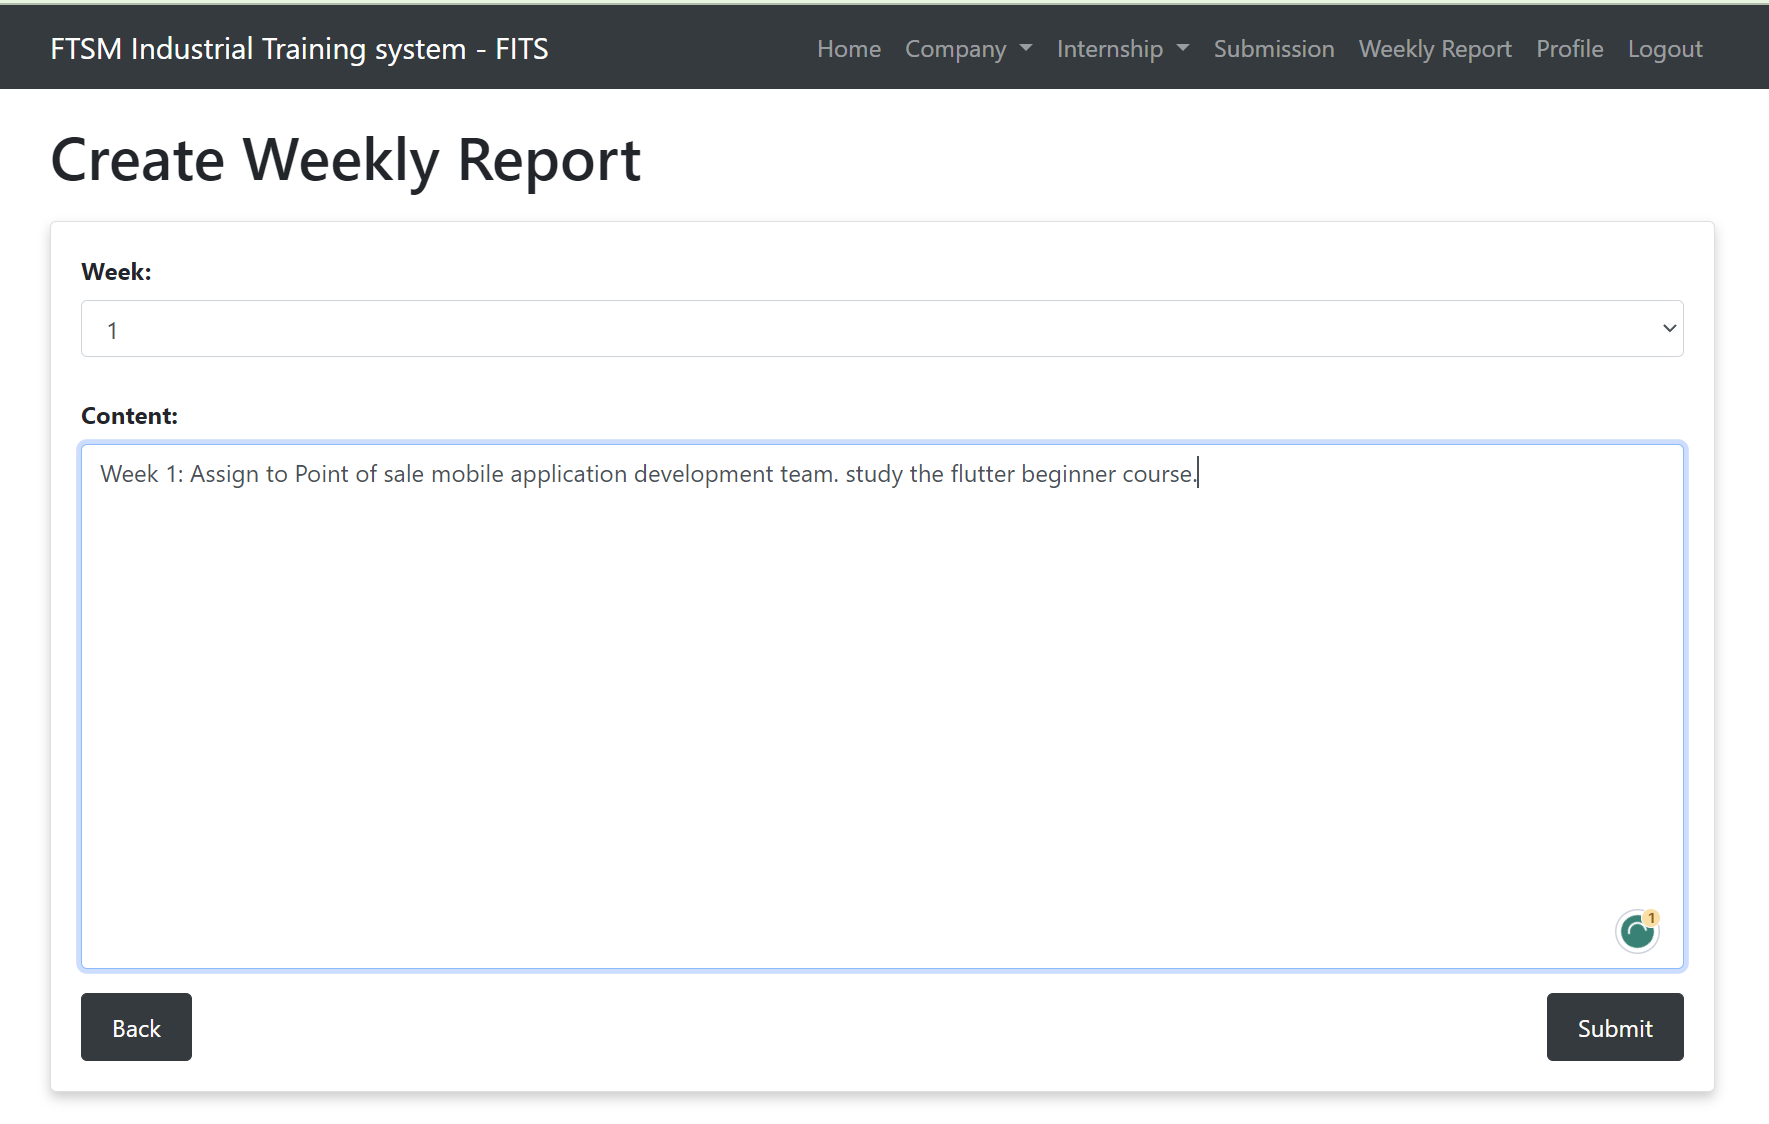 FTSM Industrial Training system - FITS
Home Company Internship Submission Weekly Report Profile Logout
Create Weekly Report
Week:
1
Content:
Week 1: Assign to Point of sale mobile application development team. study the flutter beginner course.
1
Back
Submit